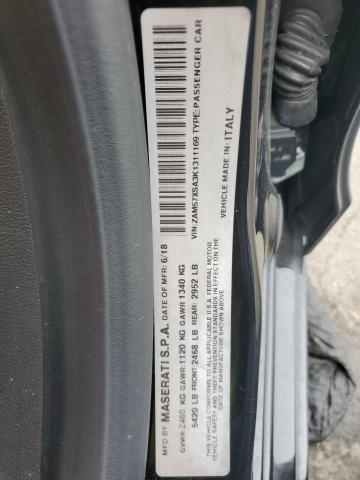 MFD BY: MASERATI S.P.A. DATE OF MFR: 6/18 VIN:ZAM57XSA3K1311169 TYPE:PASSENGER CAR
GVWR:2460 KG GAWR:1120 KG GAWR 1340 KG
5420 LB FRONT:2468 LB REAR: 2952 LB
VEHICLE MADE IN: ITALY
THIS VEHICLE CONFORMS TO ALL APPLICABLE U.S.A. FEDERAL MOTOR
VEHICLE SAFETY AND THEFT PREVENTION STANDARDS IN EFFECT
ON THE DATE OF MANUFACTURE SHOWN ABOVE